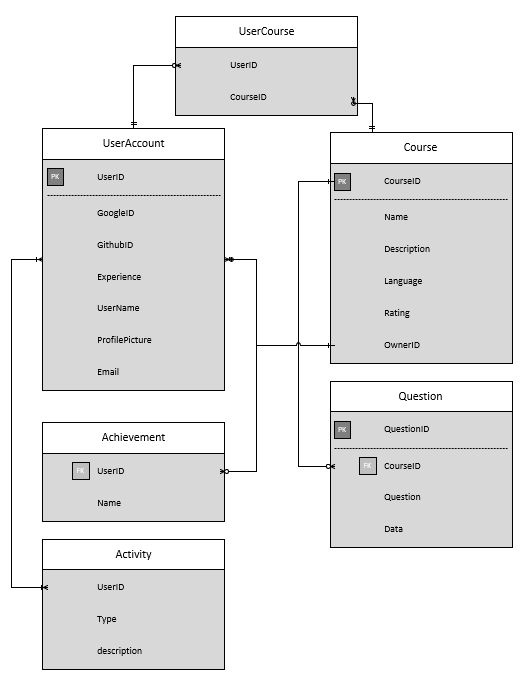 UserCourse
UserID
CourseID
UserAccount
PK UserID
GoogleID
GithubID
Experience
UserName
ProfilePicture
Email
Course
PK CourseID
Name
Description
Language
Rating
OwnerID
Question
PK QuestionID
FK CourseID
Question
Data
Achievement
FK UserID
Name
Activity
UserID
Type
description